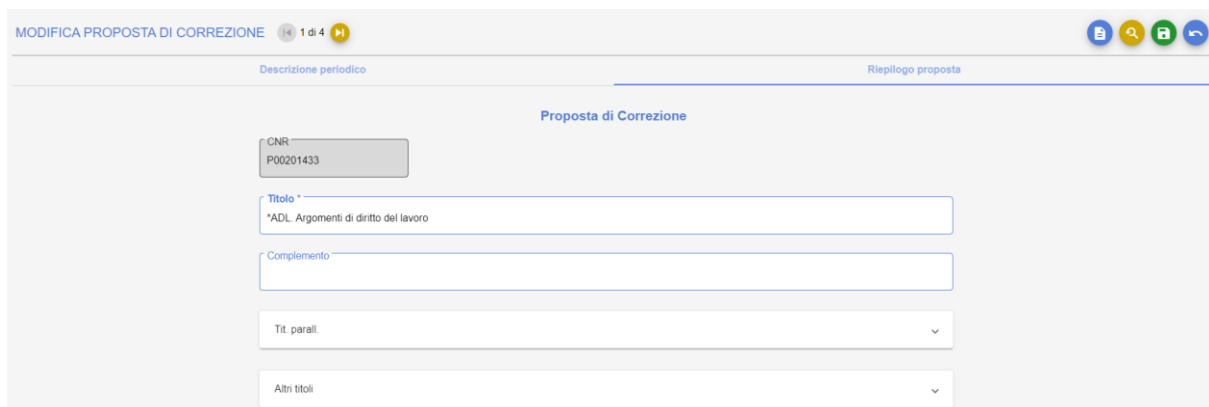 MODIFICA PROPOSTA DI CORREZIONE 1 di 4
Descrizione periodico Riepilogo proposta
Proposta di Correzione
CNR
P00201433
Titolo *
*ADL. Argomenti di diritto del lavoro
Complemento
Tit. parall.
Altri titoli